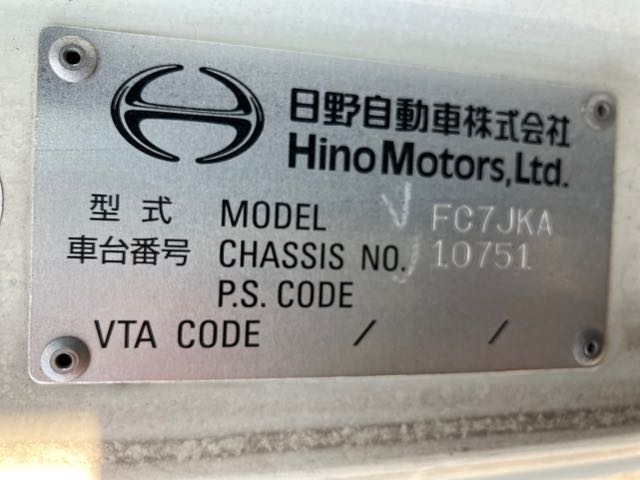 日野自動車株式会社
Hino Motors, Ltd.
型式 MODEL FC7JKA
車台番号 CHASSIS NO. 10751
P.S. CODE
VTA CODE / /